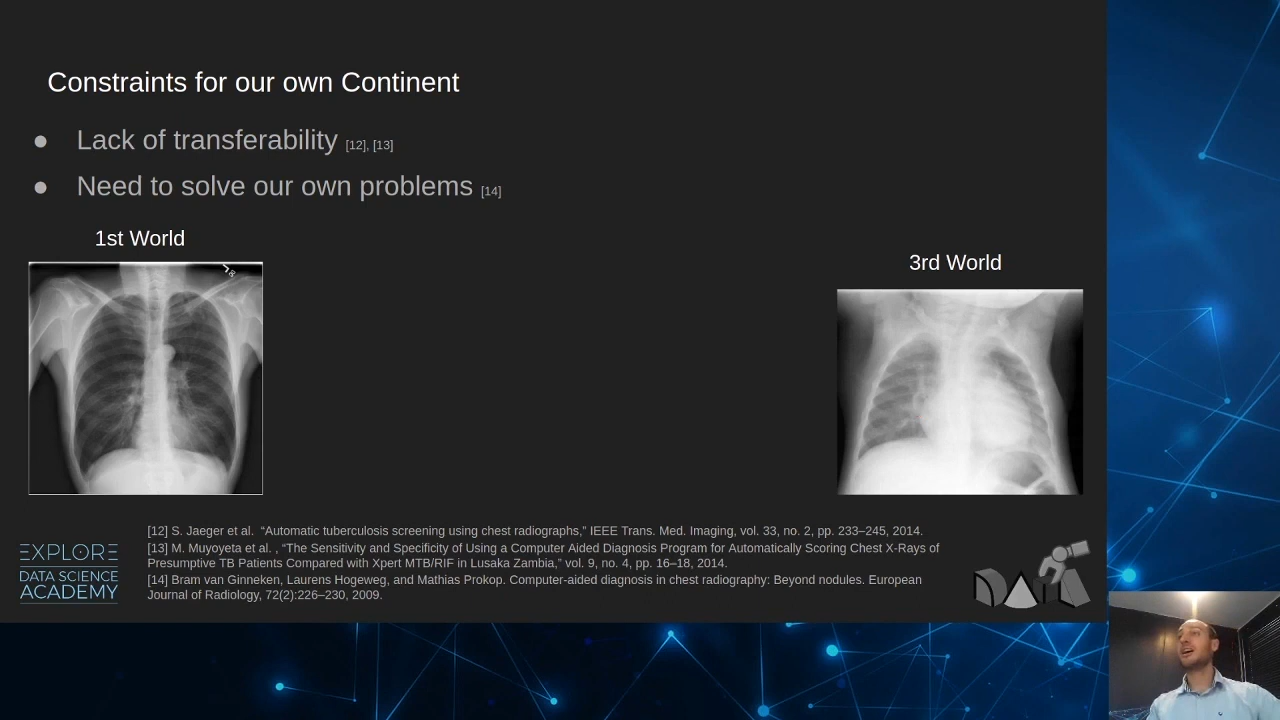 Constraints for our own Continent
● Lack of transferability [12], [13]
● Need to solve our own problems [14]
1st World
3rd World
[12] S. Jaeger et al. “Automatic tuberculosis screening using chest radiographs,” IEEE Trans. Med. Imaging, vol. 33, no. 2, pp. 233–245, 2014.
[13] M. Muyoyeta et al. , “The Sensitivity and Specificity of Using a Computer Aided Diagnosis Program for Automatically Scoring Chest X-Rays of
Presumptive TB Patients Compared with Xpert MTB/RIF in Lusaka Zambia,” vol. 9, no. 4, pp. 16–18, 2014.
[14] Bram van Ginneken, Laurens Hogeweg, and Mathias Prokop. Computer-aided diagnosis in chest radiography: Beyond nodules. European
Journal of Radiology, 72(2):226–230, 2009.
EXPLORE
DATA SCIENCE
ACADEMY